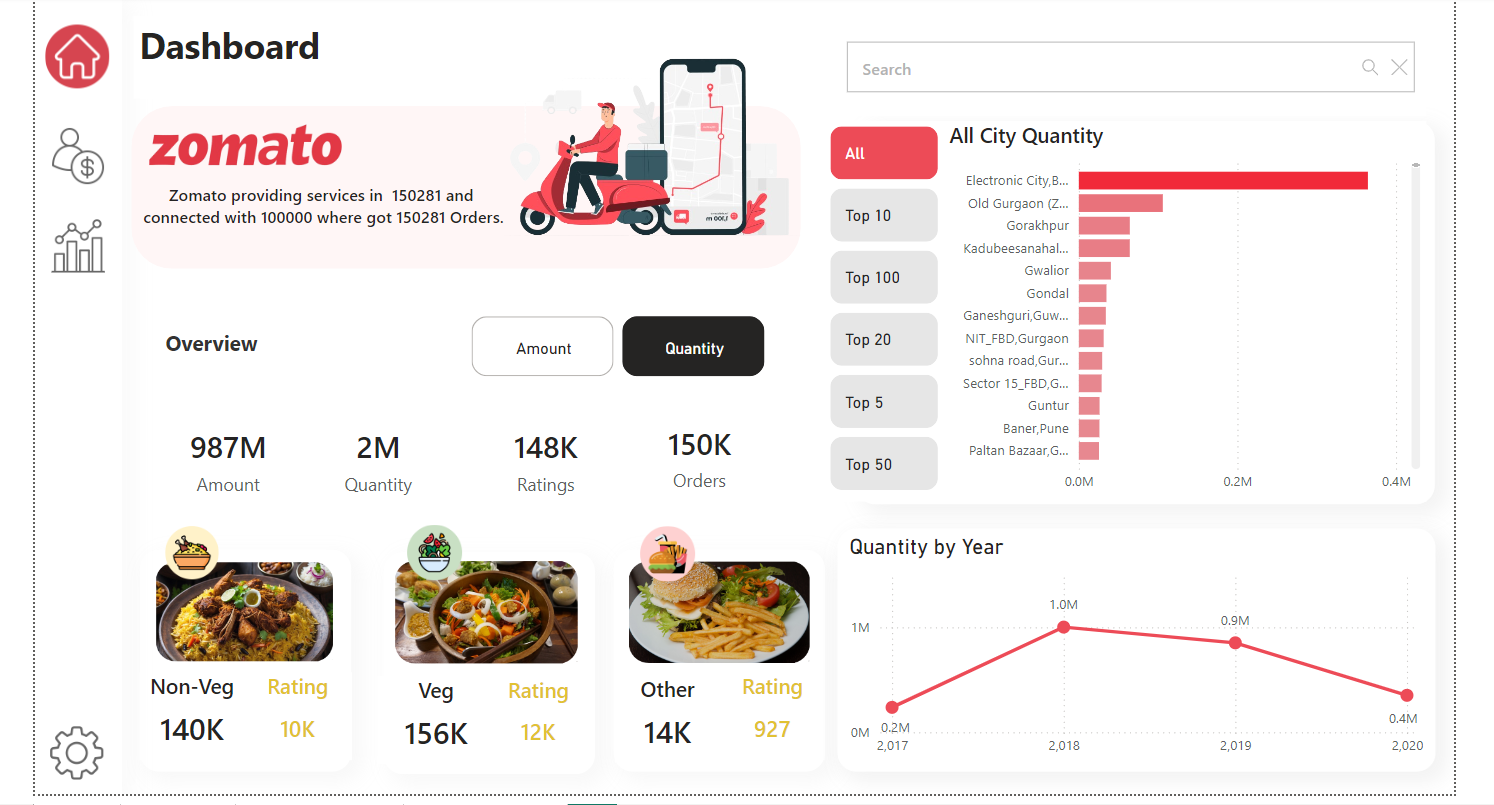 Dashboard
Search
zomato
Zomato providing services in 150281 and
connected with 100000 where got 150281 Orders.
All
Top 10
Top 100
Top 20
Top 5
Top 50
All City Quantity
Electronic City,B...
Old Gurgaon (Z...
Gorakhpur
Kadubeesanahal...
Gwalior
Gondal
Ganeshguri,Guw...
NIT_FBD,Gurgaon
sohna road,Gur...
Sector 15_FBD,G...
Guntur
Baner,Pune
Paltan Bazaar,G...
0.0M 0.2M 0.4M
Overview
Amount
Quantity
987M
Amount
2M
Quantity
148K
Ratings
150K
Orders
Non-Veg Rating
140K 10K
Veg Rating
156K 12K
Other Rating
14K 927
Quantity by Year
1M
0M
0.2M
1.0M
0.9M
0.4M
2,017 2,018 2,019 2,020